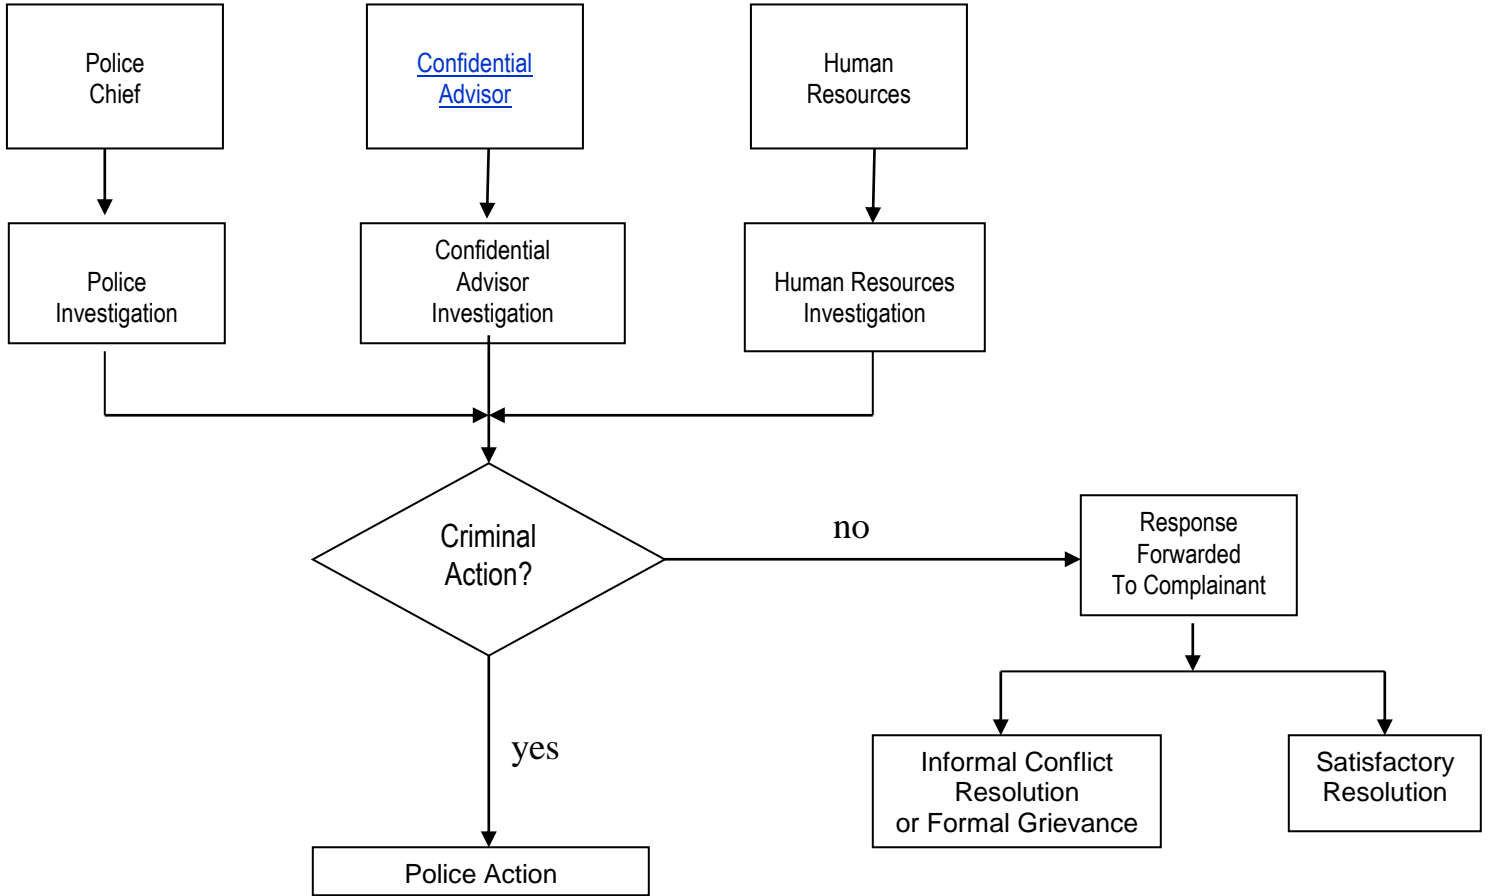 Police
Chief
Confidential
Advisor
Human
Resources
Police
Investigation
Confidential
Advisor
Investigation
Human Resources
Investigation
Criminal
Action?
no
Response
Forwarded
To Complainant
yes
Informal Conflict
Resolution
or Formal Grievance
Satisfactory
Resolution
Police Action